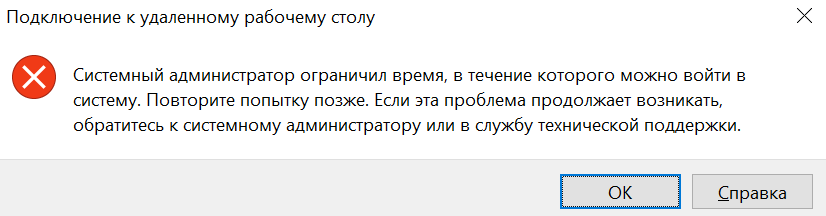 Подключение к удаленному рабочему столу
Системный администратор ограничил время, в течение которого можно войти в
систему. Повторите попытку позже. Если эта проблема продолжает возникать,
обратитесь к системному администратору или в службу технической поддержки.
ОК
Справка